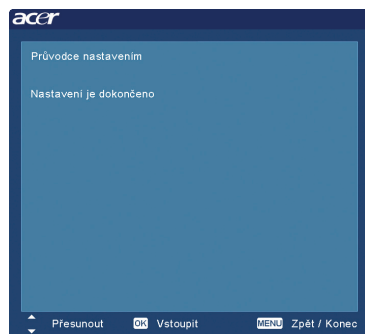 acer
Průvodce nastavením
Nastavení je dokončeno
Přesunout OK Vstoupit MENU Zpět / Konec